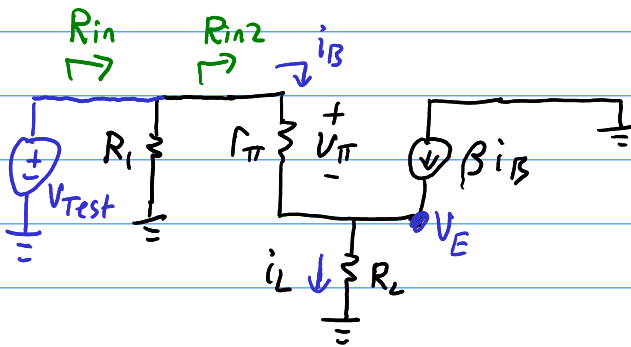 Rin Rin2 iB
+
R1 rπ Vπ βiB
-
+
-
VTest
VE
iL RL